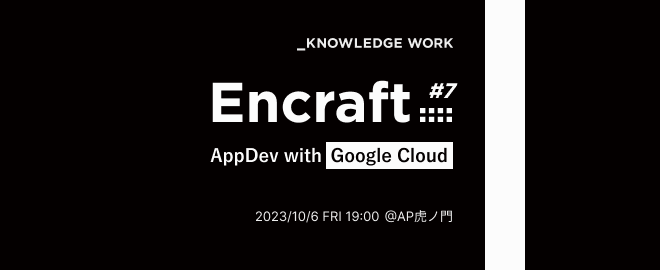 _KNOWLEDGE WORK
Encraft #7
AppDev with Google Cloud
2023/10/6 FRI 19:00 @AP虎ノ門